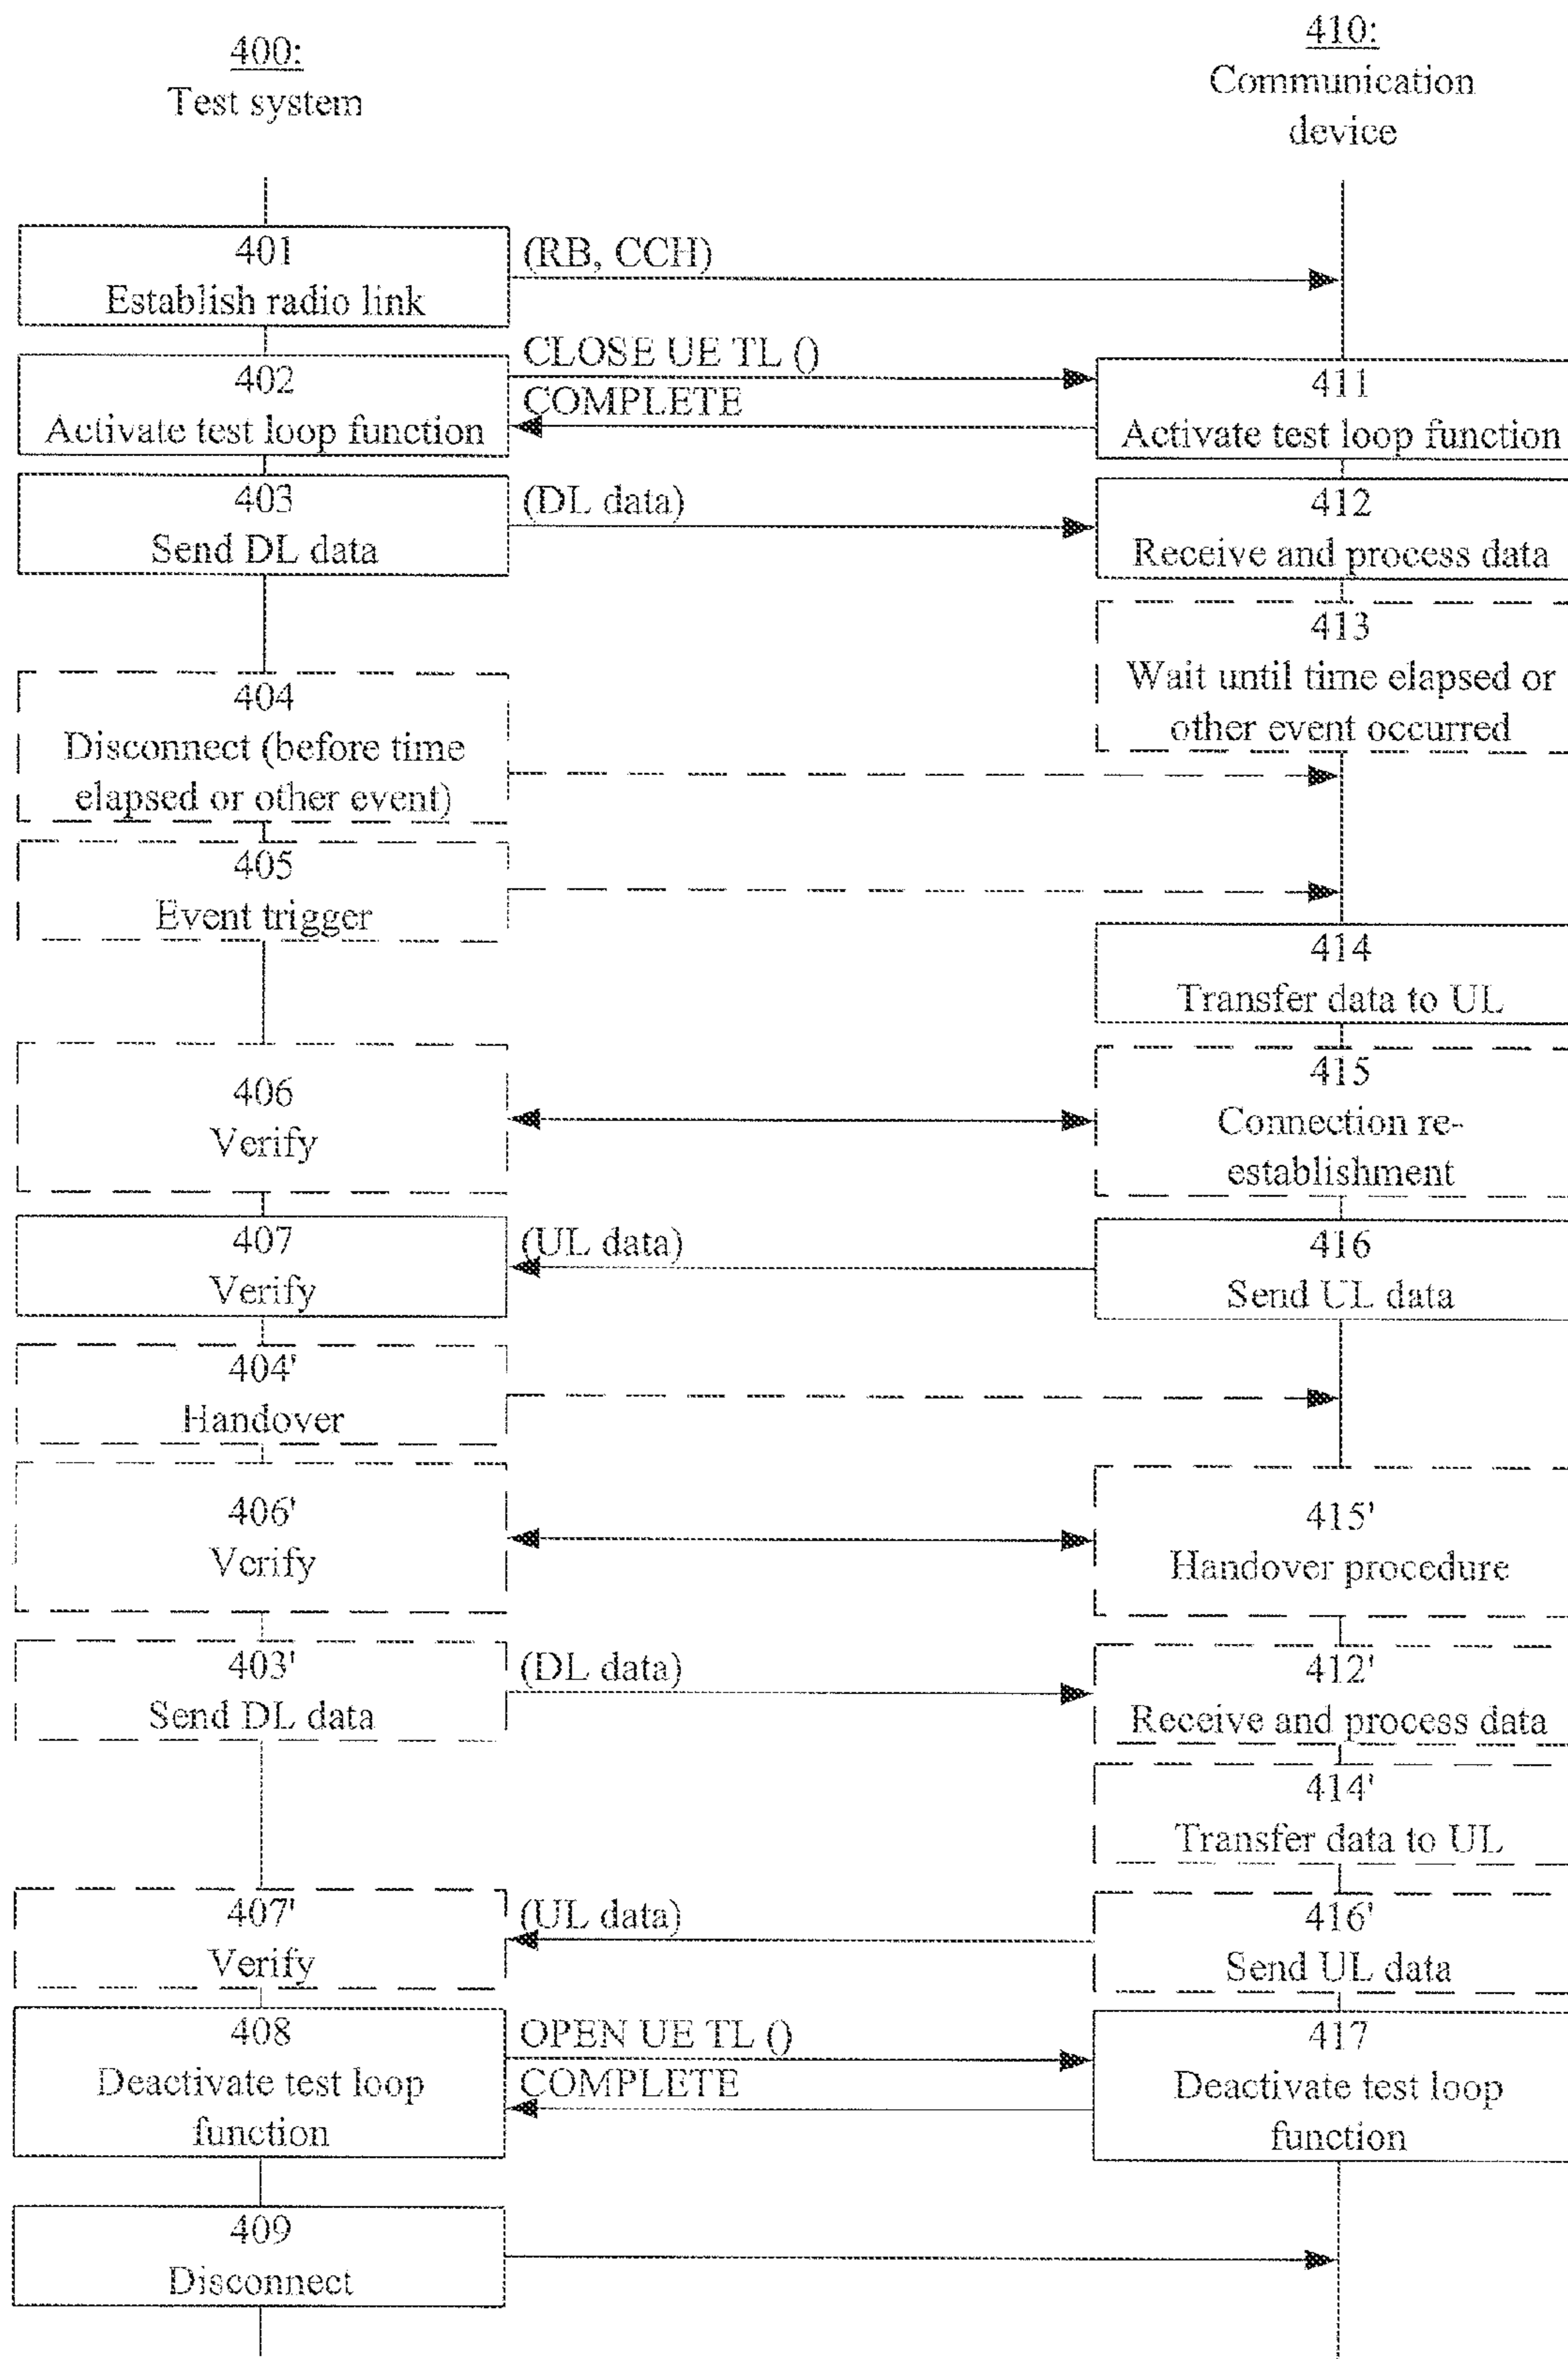 400:
Test system
410:
Communication
device
401
Establish radio link
(RB, CCH)
402
Activate test loop function
CLOSE UE TL ()
COMPLETE
411
Activate test loop function
403
Send DL data
(DL data)
412
Receive and process data
413
Wait until time elapsed or
other event occurred
404
Disconnect (before time
elapsed or other event)
405
Event trigger
414
Transfer data to UL
406
Verify
415
Connection re-
establishment
407
Verify
(UL data)
416
Send UL data
404'
Handover
406'
Verify
415'
Handover procedure
403'
Send DL data
(DL data)
412'
Receive and process data
414'
Transfer data to UL
407'
Verify
(UL data)
416'
Send UL data
408
Deactivate test loop
function
OPEN UE TL ()
COMPLETE
417
Deactivate test loop
function
409
Disconnect